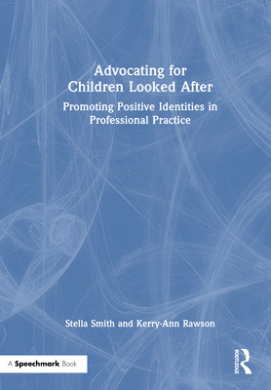 Advocating for
Children Looked After
Promoting Positive Identities in
Professional Practice
Stella Smith and Kerry-Ann Rawson
A Speechmark Book
ROUTLEDGE